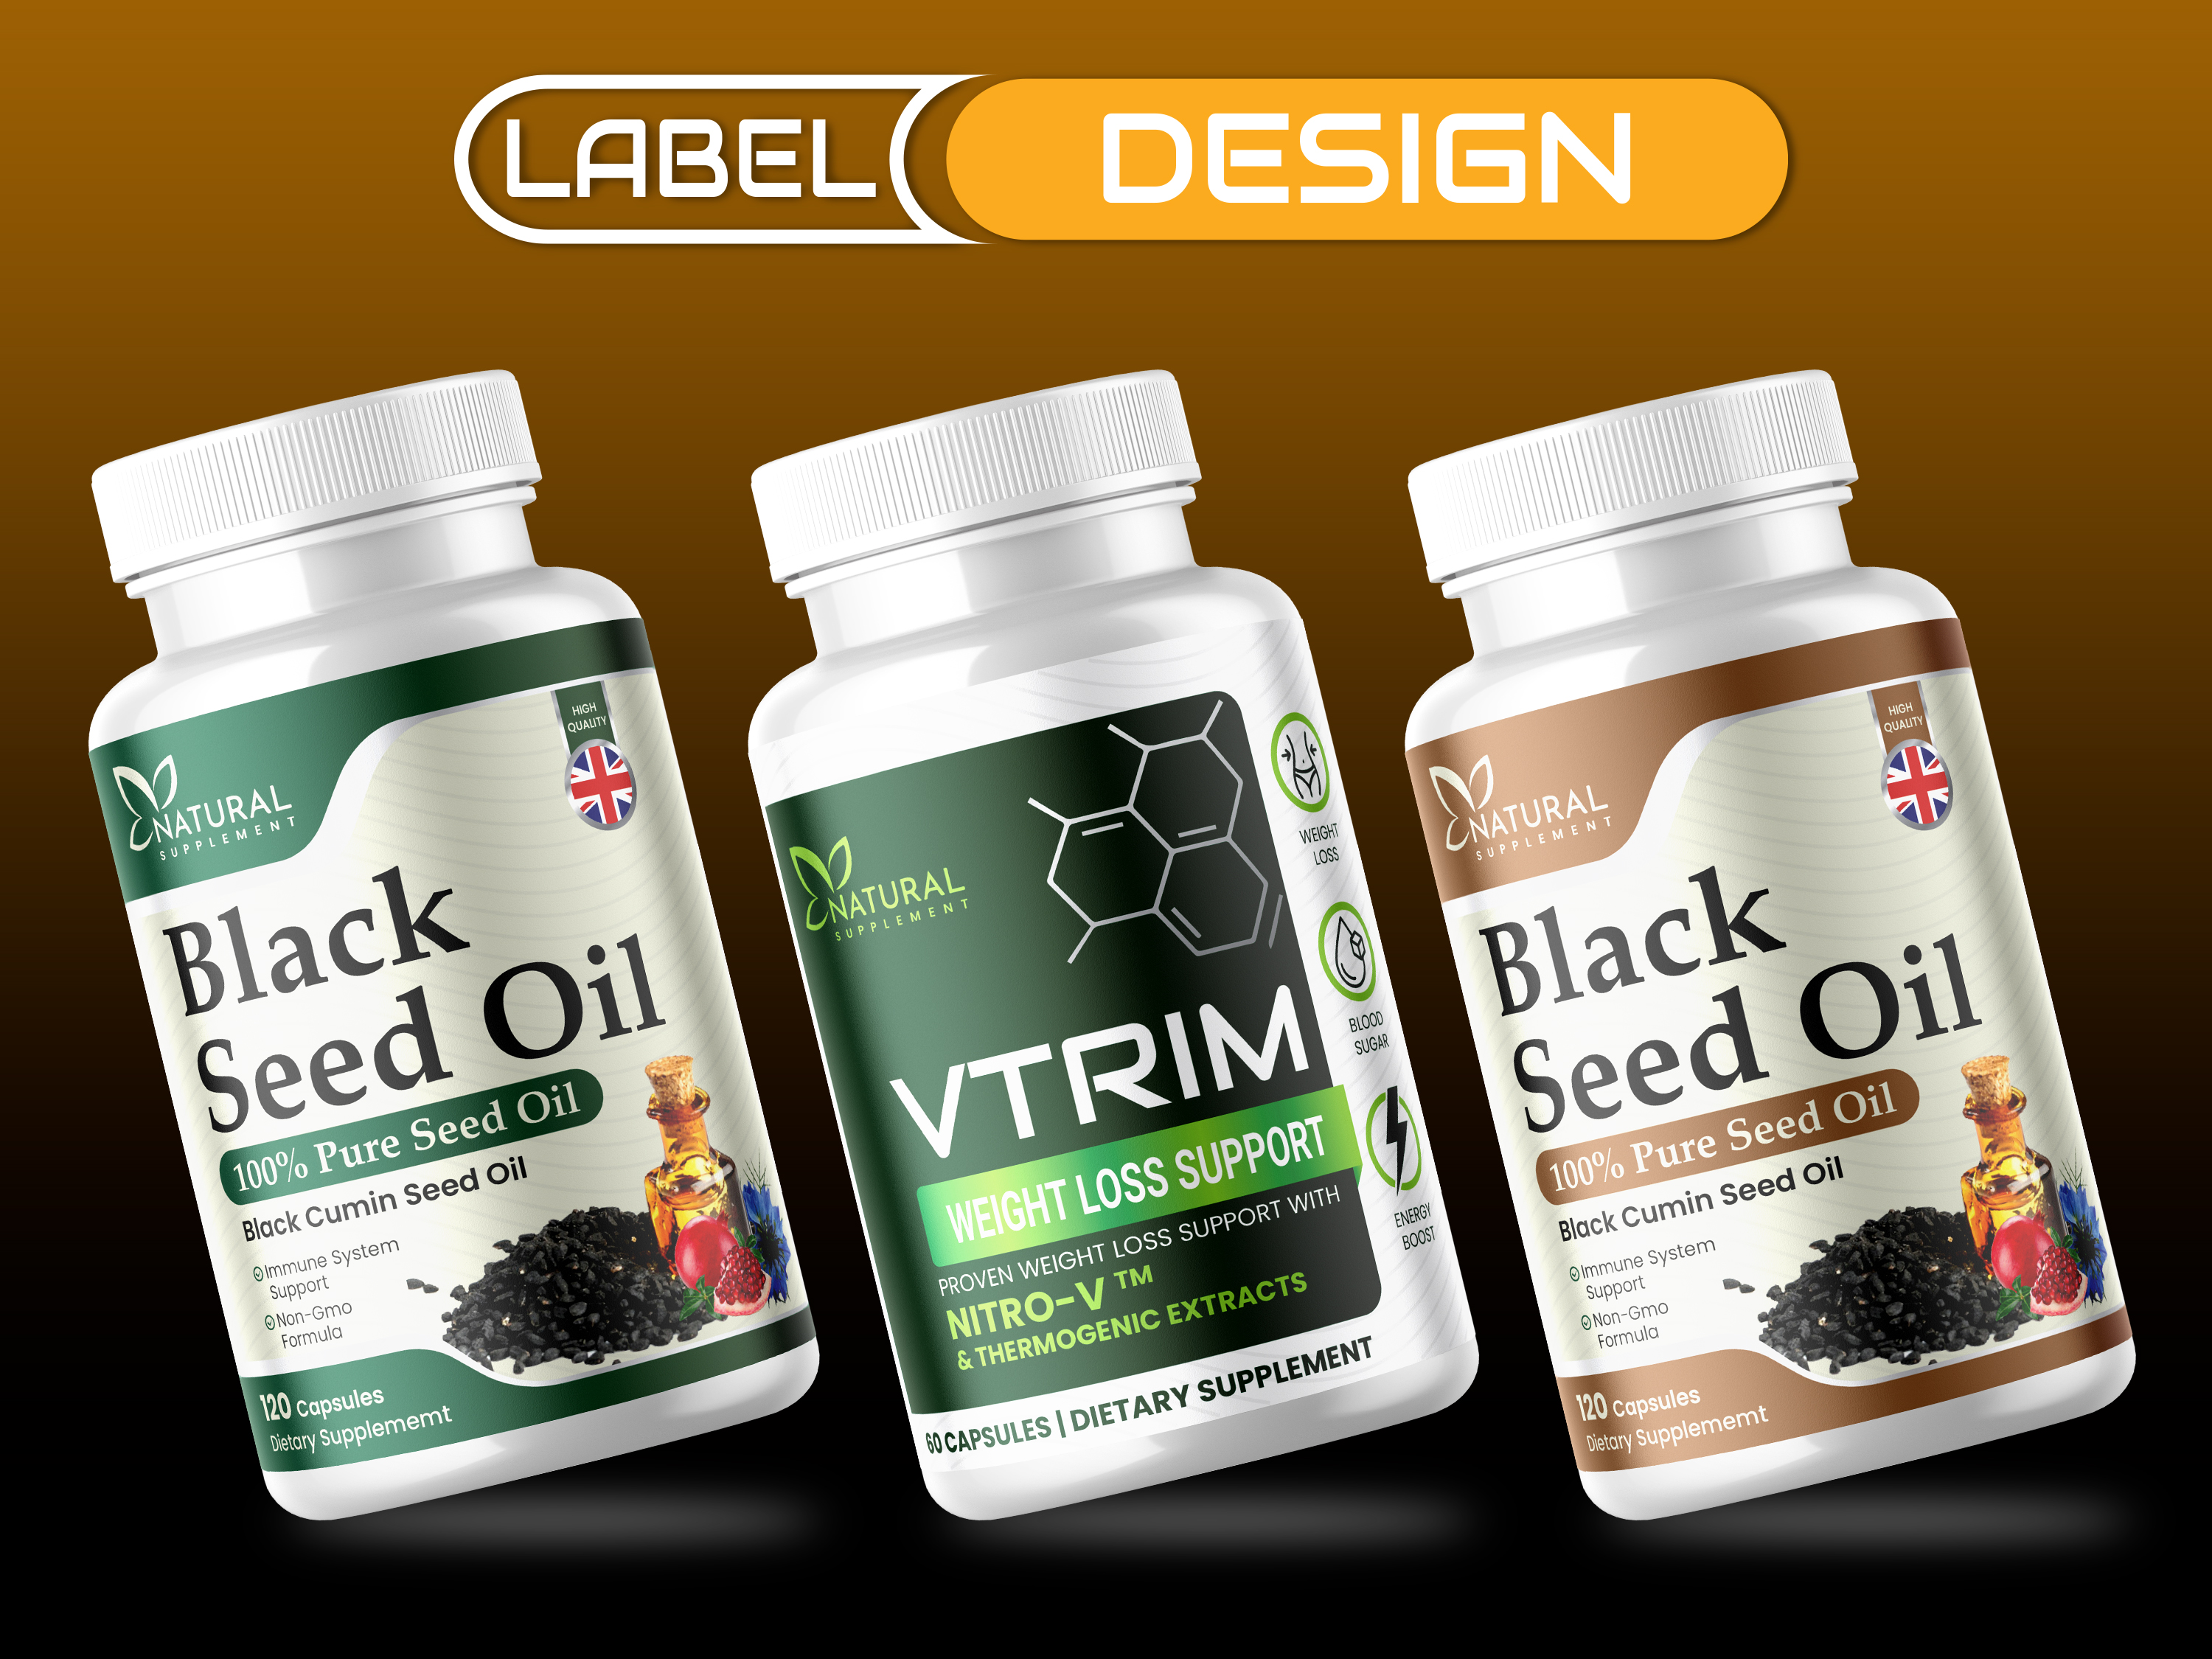 LABEL DESIGN
NATURAL
SUPPLEMENT
HIGH
QUALITY
Black
Seed Oil
100% Pure Seed Oil
Black Cumin Seed Oil
Immune System
Support
Non-Gmo
Formula
120 Capsules
Dietary Supplememt
NATURAL
SUPPLEMENT
VTRIM
WEIGHT LOSS SUPPORT
PROVEN WEIGHT LOSS SUPPORT WITH
NITRO-V ™
& THERMOGENIC EXTRACTS
60 CAPSULES | DIETARY SUPPLEMENT
WEIGHT
LOSS
BLOOD
SUGAR
ENERGY
BOOST
NATURAL
SUPPLEMENT
HIGH
QUALITY
Black
Seed Oil
100% Pure Seed Oil
Black Cumin Seed Oil
Immune System
Support
Non-Gmo
Formula
120 Capsules
Dietary Supplememt